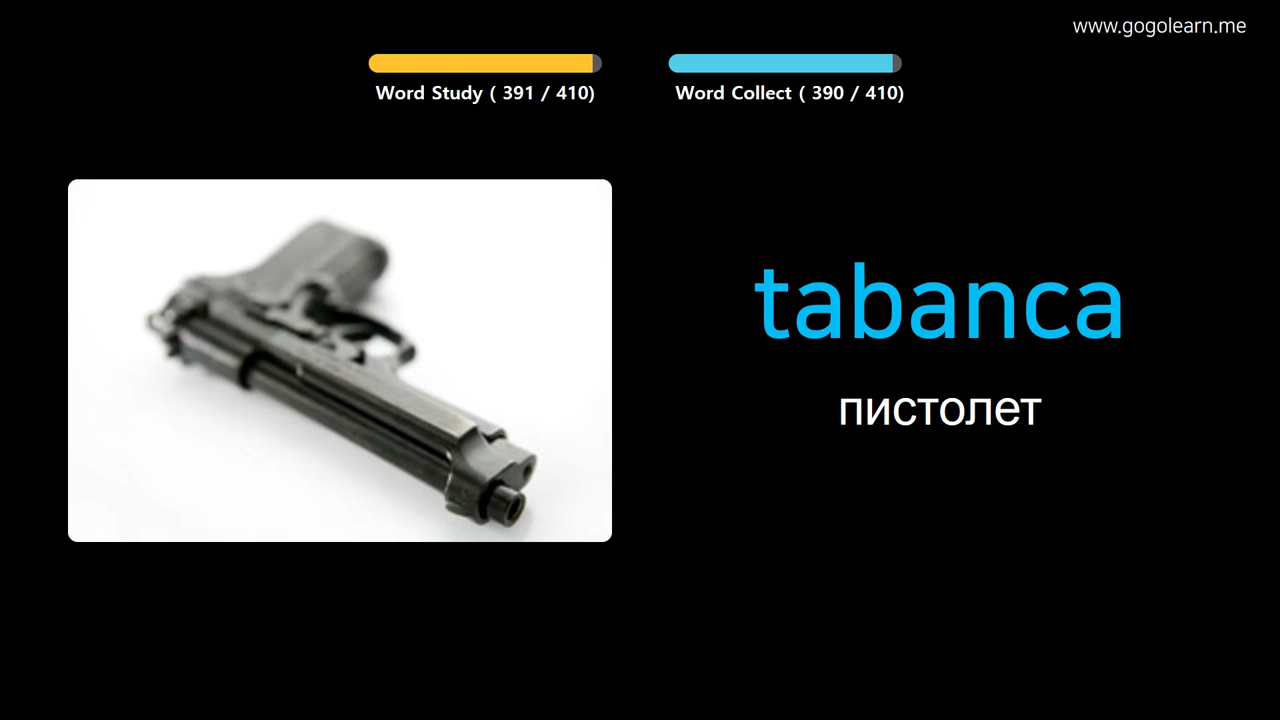 www.gogolearn.me
Word Study ( 391 / 410)
Word Collect ( 390 / 410)
tabanca
пистолет